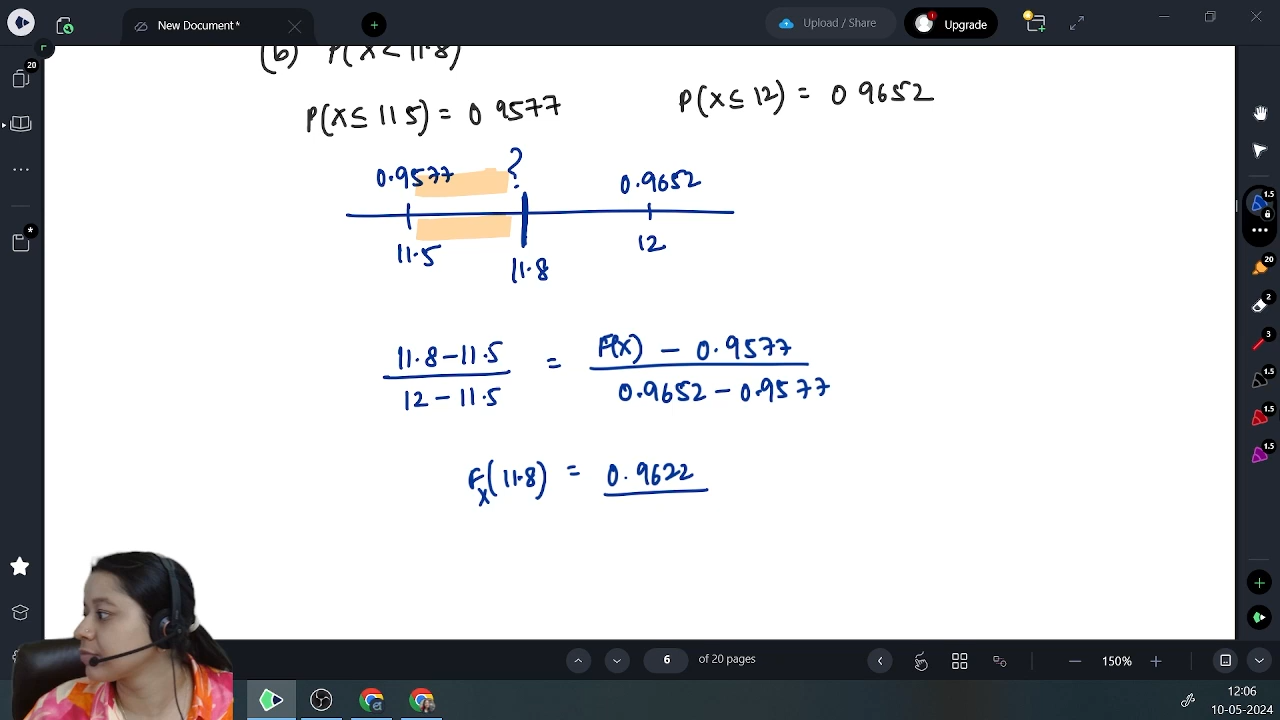 New Document*
Upload / Share
Upgrade
(b) P(X < 11.8)
P(X ≤ 11 5) = 0 9577
P(X ≤ 12) = 0 9652
0.9577 ? 0.9652
11.5 11.8 12
11.8 - 11.5 / 12 - 11.5 = F(x) - 0.9577 / 0.9652 - 0.9577
Fx(11.8) = 0.9622
20
1.5
20
2
3
1.5
1.5
1.5
6 of 20 pages
150%
12:06
10-05-2024